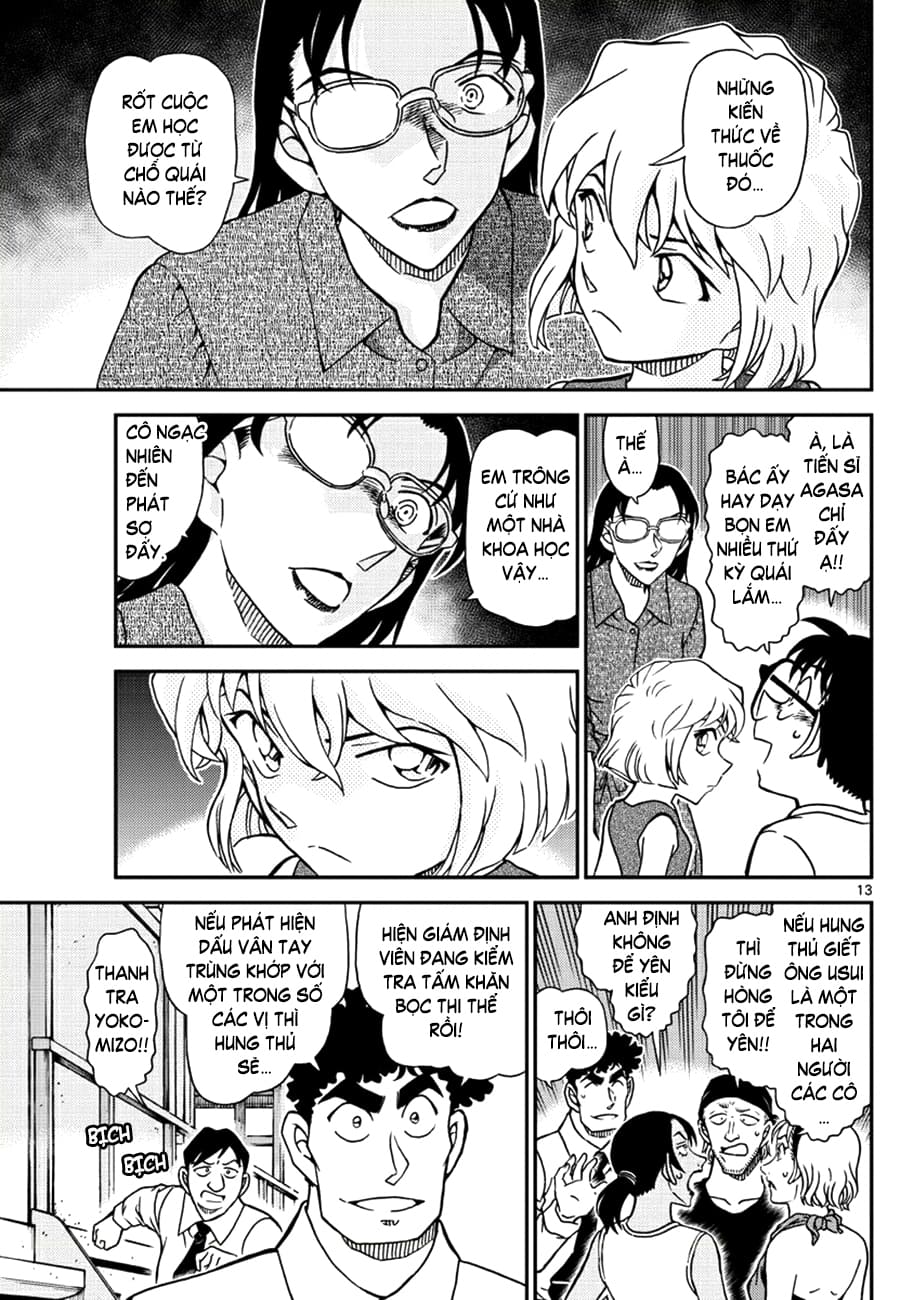 NHỮNG
KIẾN
THỨC VỀ
THUỐC
ĐÓ...
RỐT CUỘC
EM HỌC
ĐƯỢC TỪ
CHỖ QUÁI
NÀO THẾ?
À, LÀ
TIẾN SĨ
AGASA
CHỈ
ĐẤY
Ạ!!
BÁC ẤY
HAY DẠY
BỌN EM
NHIỀU THỨ
KỲ QUÁI
LẮM...
THẾ
À...
EM TRÔNG
CỨ NHƯ
MỘT NHÀ
KHOA HỌC
VẬY...
CÔ NGẠC
NHIÊN
ĐẾN
PHÁT
SỢ
ĐẤY.
13
NẾU HUNG
THỦ GIẾT
ÔNG USUI
LÀ MỘT
TRONG
HAI
NGƯỜI
CÁC CÔ
...
THÌ
ĐỪNG
HÒNG
TÔI ĐỂ
YÊN!!
ANH ĐỊNH
KHÔNG
ĐỂ YÊN
KIỂU
GÌ?
THÔI
THÔI...
HIỆN GIÁM ĐỊNH
VIÊN ĐANG KIỂM
TRA TẤM KHĂN
BỌC THI THỂ
RỒI!
NẾU PHÁT HIỆN
DẤU VÂN TAY
TRÙNG KHỚP VỚI
MỘT TRONG SỐ
CÁC VỊ THÌ
HUNG THỦ
SẼ...
THANH
TRA
YOKO-
MIZO!!
BỊCH
BỊCH